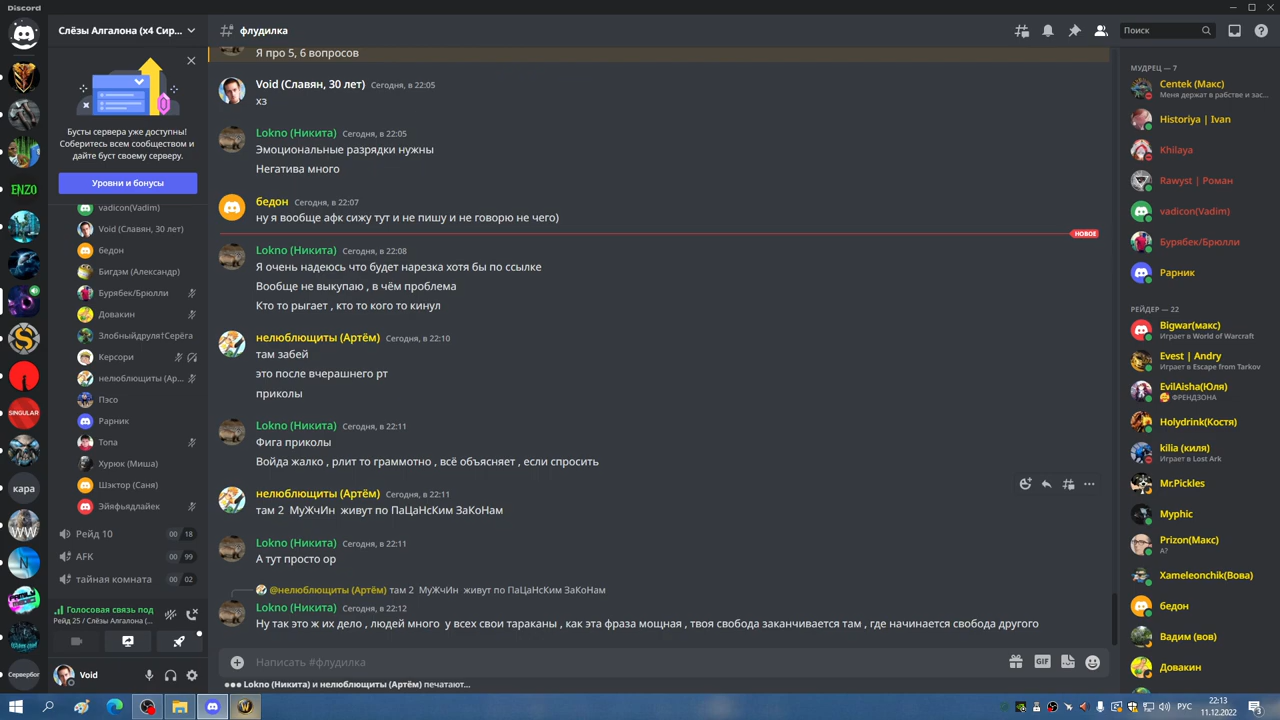 Discord
Слёзы Алгалона (x4 Сир...
флудилка
Поиск
Бусты сервера уже доступны!
Соберитесь всем сообществом и
дайте буст своему серверу.
Уровни и бонусы
vadicon(Vadim)
Void (Славян, 30 лет)
бедон
Бигдэм (Александр)
Бурябек/Брюлли
Довакин
Злобныйдруля†Серёга
Керсори
нелюблющиты (Ар...
Пэсо
Рарник
Топа
Хурюк (Миша)
Шэктор (Саня)
Эйяфьядлайек
Рейд 10 00 18
AFK 00 99
тайная комната 00 02
Голосовая связь под
Рейд 25 / Слёзы Алгалона (...
Void
ENZO
SINGULAR
кара
WW
N
Сервербог
Я про 5, 6 вопросов
Void (Славян, 30 лет) Сегодня, в 22:05
хз
Lokno (Никита) Сегодня, в 22:05
Эмоциональные разрядки нужны
Негатива много
бедон Сегодня, в 22:07
ну я вообще афк сижу тут и не пишу и не говорю не чего)
НОВОЕ
Lokno (Никита) Сегодня, в 22:08
Я очень надеюсь что будет нарезка хотя бы по ссылке
Вообще не выкупаю , в чём проблема
Кто то рыгает , кто то кого то кинул
нелюблющиты (Артём) Сегодня, в 22:10
там забей
это после вчерашнего рт
приколы
Lokno (Никита) Сегодня, в 22:11
Фига приколы
Войда жалко , рлит то граммотно , всё объясняет , если спросить
нелюблющиты (Артём) Сегодня, в 22:11
там 2 МуЖчИн живут по ПаЦаНсКим ЗаКоНам
Lokno (Никита) Сегодня, в 22:11
А тут просто ор
@нелюблющиты (Артём) там 2 МуЖчИн живут по ПаЦаНсКим ЗаКоНам
Lokno (Никита) Сегодня, в 22:12
Ну так это ж их дело , людей много у всех свои тараканы , как эта фраза мощная , твоя свобода заканчивается там , где начинается свобода другого
Написать #флудилка
GIF
Lokno (Никита) и нелюблющиты (Артём) печатают...
МУДРЕЦ — 7
Centek (Макс)
Меня держат в рабстве и зас...
Historiya | Ivan
Khilaya
Rawyst | Роман
vadicon(Vadim)
Бурябек/Брюлли
Рарник
РЕЙДЕР — 22
Bigwar(макс)
Играет в World of Warcraft
Evest | Andry
Играет в Escape from Tarkov
EvilAisha(Юля)
ФРЕНДЗОНА
Holydrink(Костя)
kilia (киля)
Играет в Lost Ark
Mr.Pickles
Myphic
Prizon(Макс)
А?
Xameleonchik(Вова)
бедон
Вадим (вов)
Довакин
РУС
22:13
11.12.2022
3